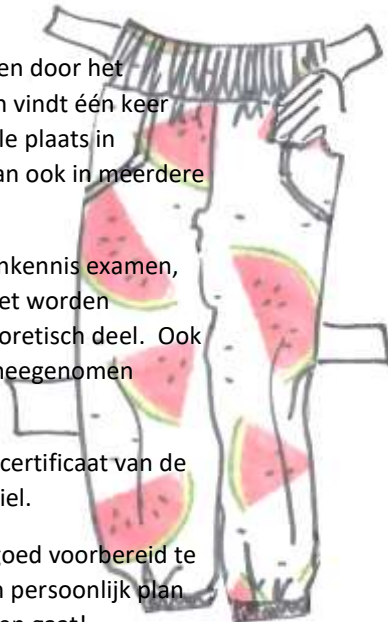 en door het
n vindt één keer
le plaats in
an ook in meerdere
nkennis examen,
et worden
oretisch deel. Ook
meegenomen
certificaat van de
iel.
goed voorbereid te
n persoonlijk plan